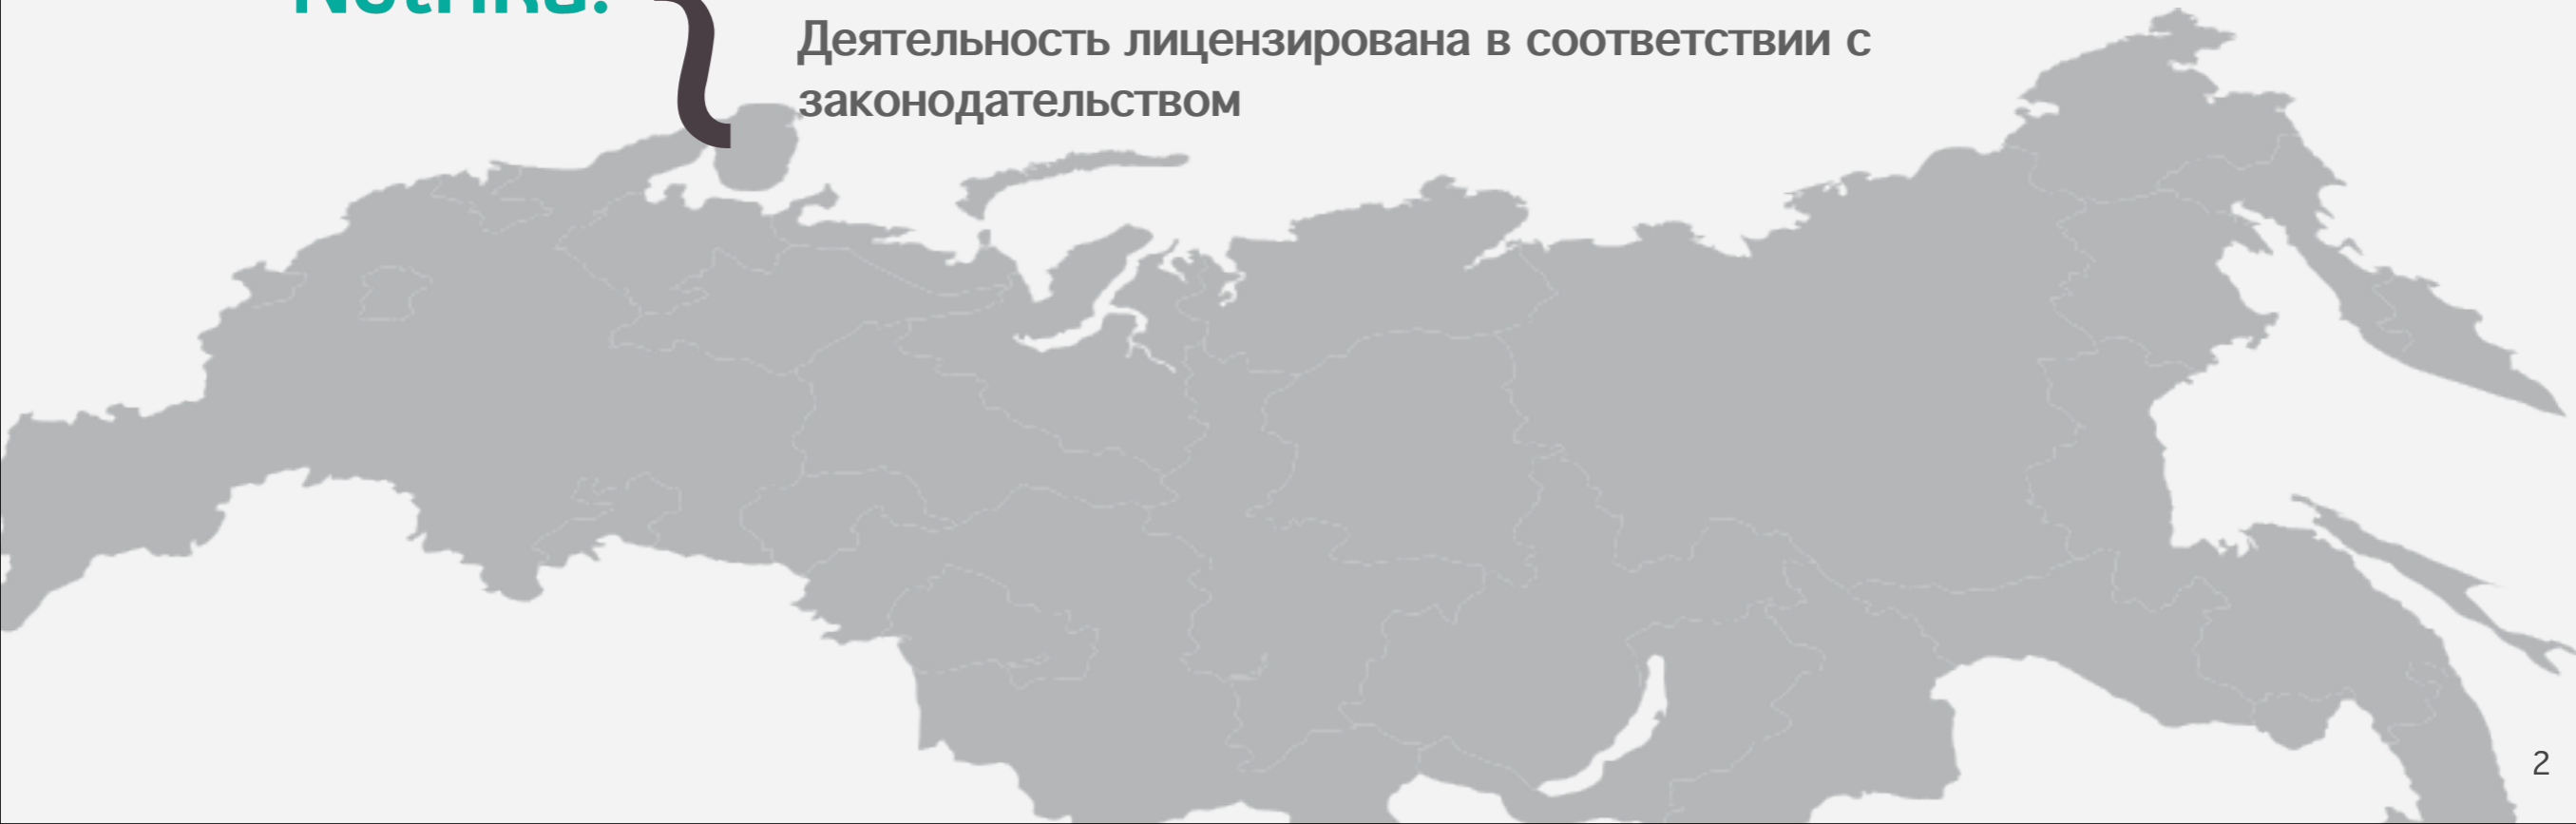 Деятельность лицензирована в соответствии с
законодательством
2